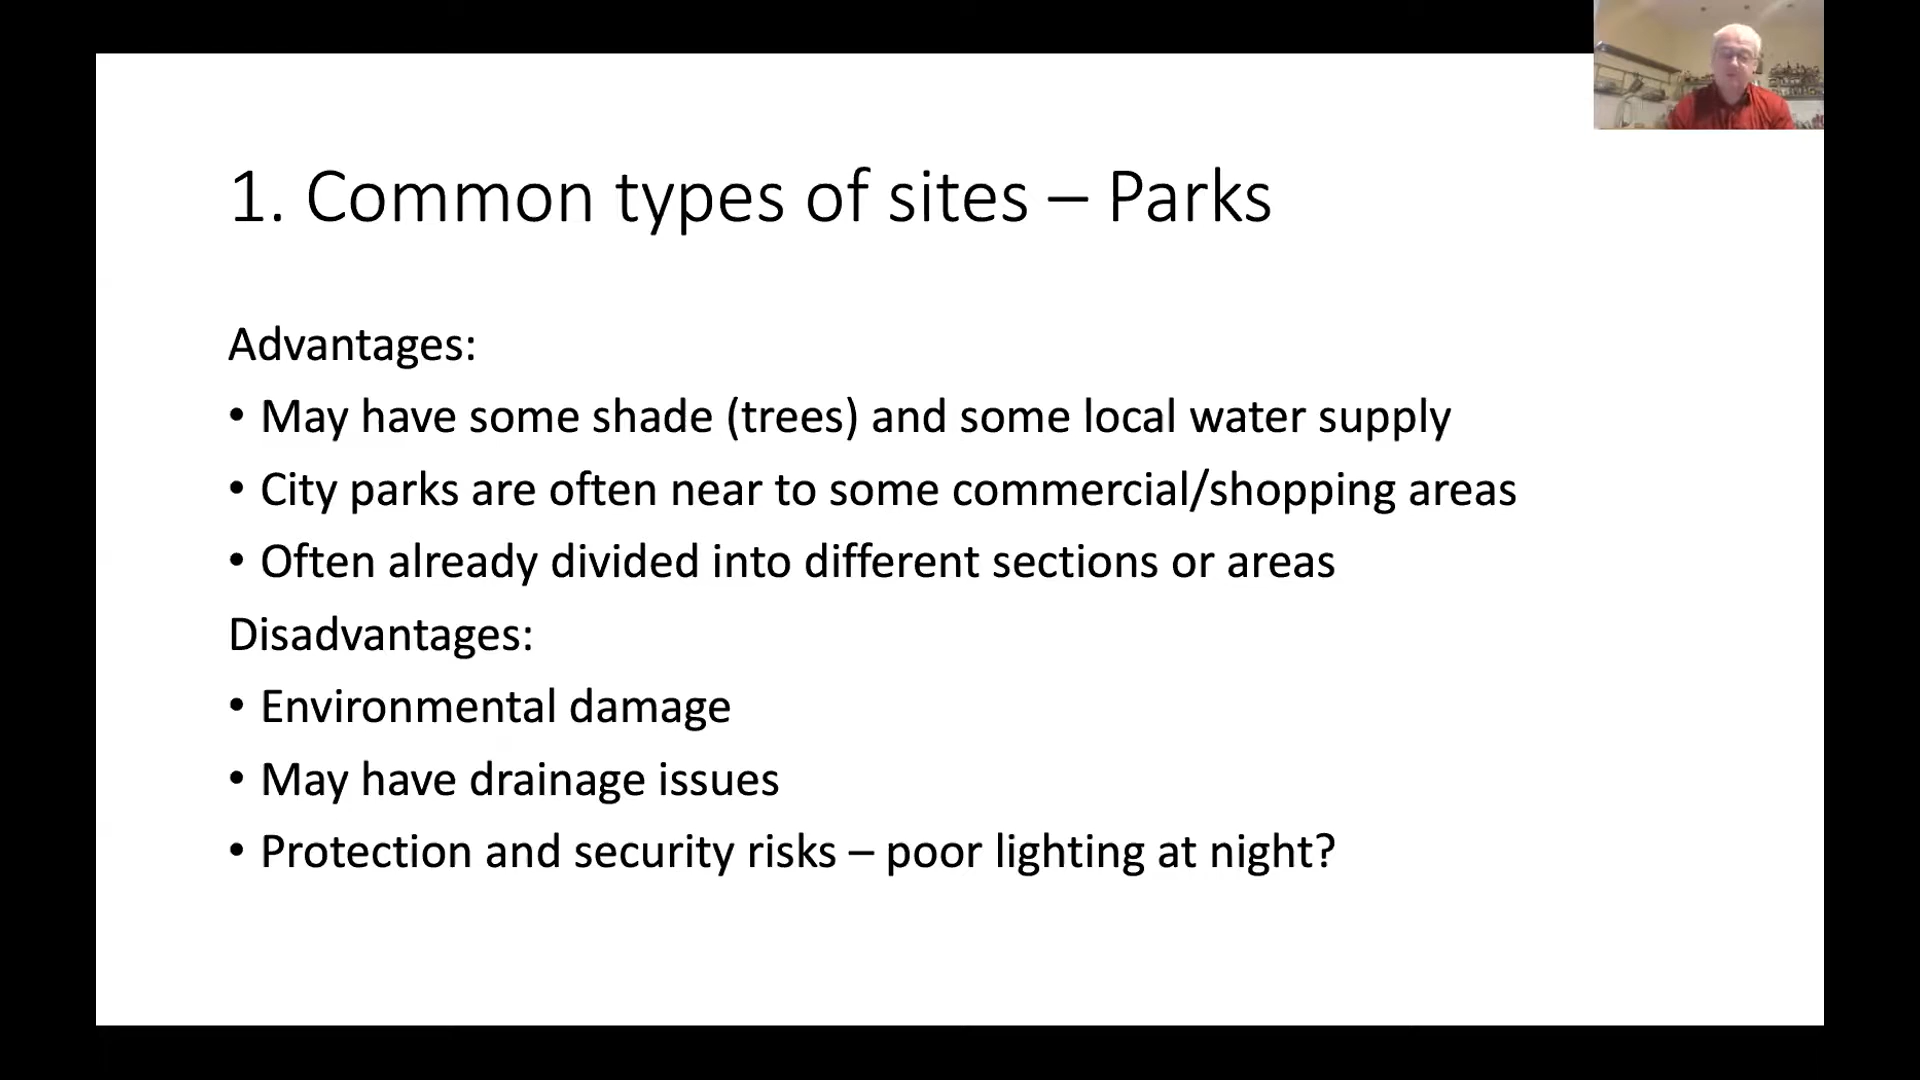 1. Common types of sites – Parks
Advantages:
• May have some shade (trees) and some local water supply
• City parks are often near to some commercial/shopping areas
• Often already divided into different sections or areas
Disadvantages:
• Environmental damage
• May have drainage issues
• Protection and security risks – poor lighting at night?